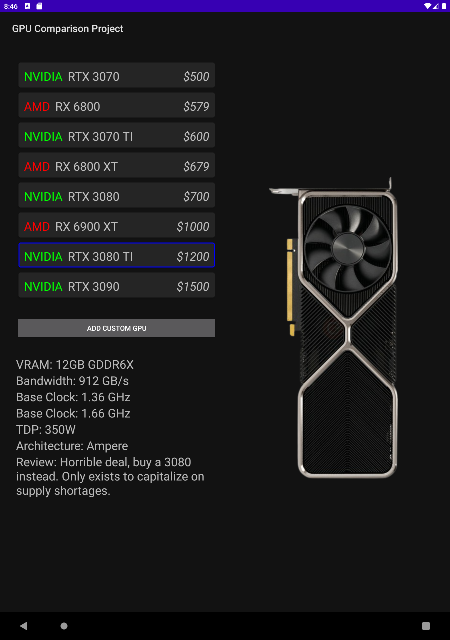 8:46
GPU Comparison Project
NVIDIA RTX 3070 $500
AMD RX 6800 $579
NVIDIA RTX 3070 TI $600
AMD RX 6800 XT $679
NVIDIA RTX 3080 $700
AMD RX 6900 XT $1000
NVIDIA RTX 3080 TI $1200
NVIDIA RTX 3090 $1500
ADD CUSTOM GPU
VRAM: 12GB GDDR6X
Bandwidth: 912 GB/s
Base Clock: 1.36 GHz
Base Clock: 1.66 GHz
TDP: 350W
Architecture: Ampere
Review: Horrible deal, buy a 3080
instead. Only exists to capitalize on
supply shortages.